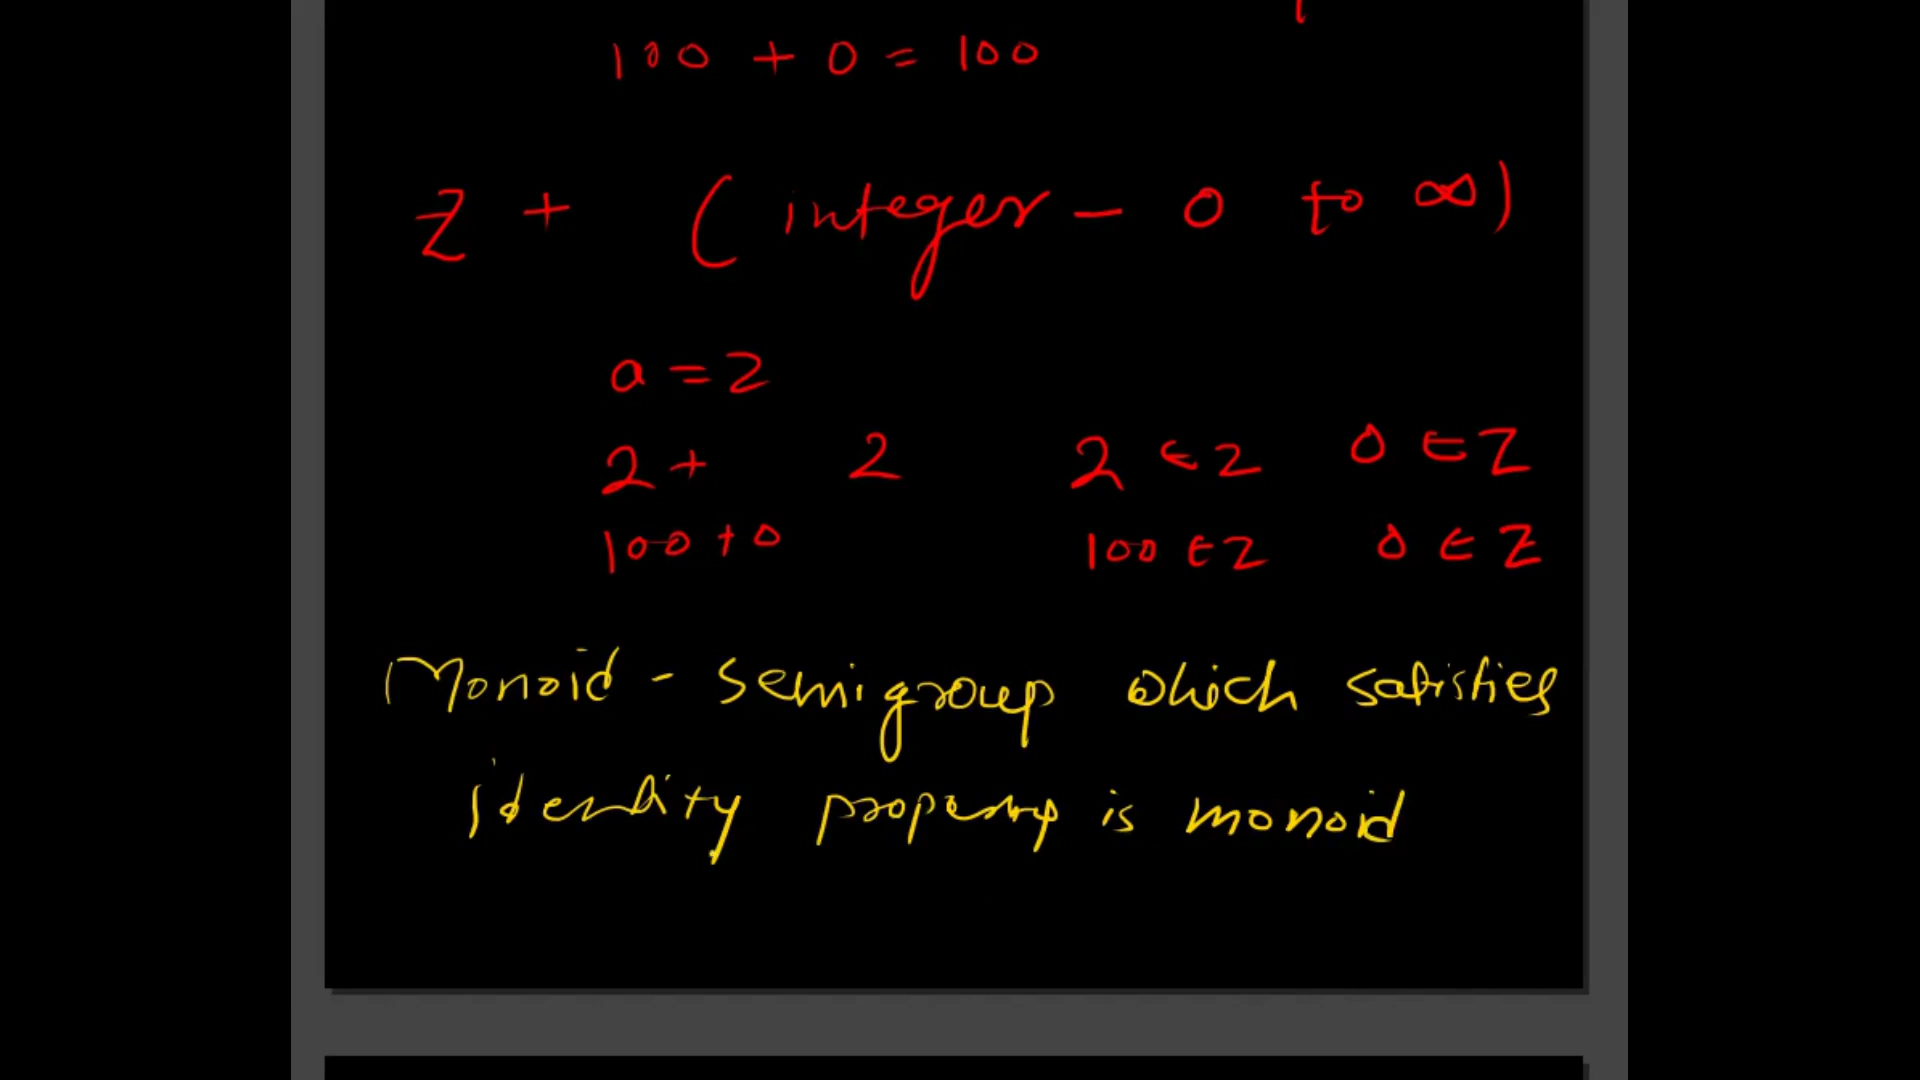 100 + 0 = 100
Z + (integer - 0 to ∞)
a = 2
2 + 2 2 ∈ Z 0 ∈ Z
100 + 0 100 ∈ Z 0 ∈ Z
Monoid - semigroup which satisfies
identity property is monoid